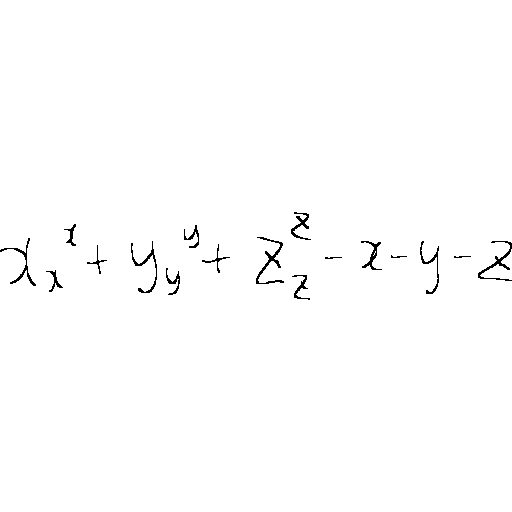 x_x^x + y_y^y + z_z^z - x - y - z